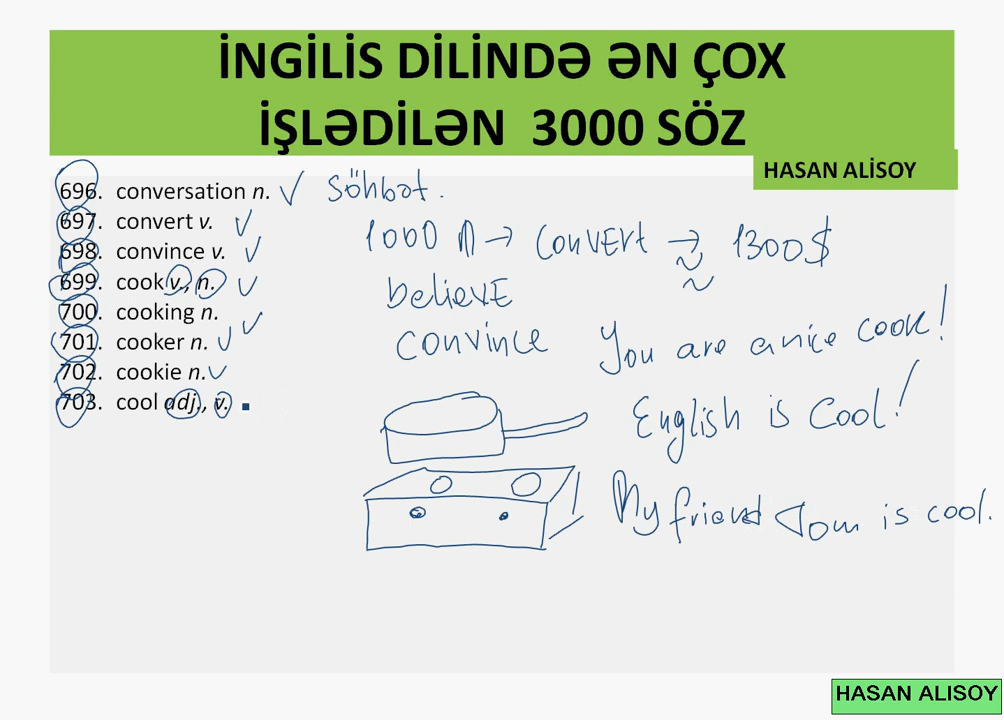 İNGİLİS DİLİNDƏ ƏN ÇOX
İŞLƏDİLƏN 3000 SÖZ
HASAN ALİSOY
696. conversation n. Söhbət.
697. convert v.
1000 → convert → 1300$
698. convince v.
699. cook v., n.
believe
700. cooking n.
701. cooker n.
convince You are a nice cook!
702. cookie n.
703. cool adj., v.
English is Cool!
My friend Tom is cool.
HASAN ALISOY